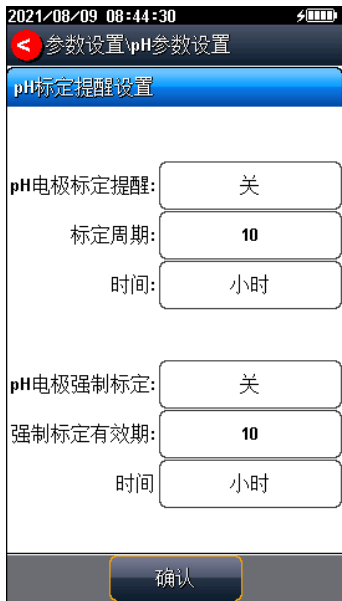 2021/08/09 08:44:30
< 参数设置\pH参数设置
pH标定提醒设置
pH电极标定提醒: 关
标定周期: 10
时间: 小时
pH电极强制标定: 关
强制标定有效期: 10
时间 小时
确认